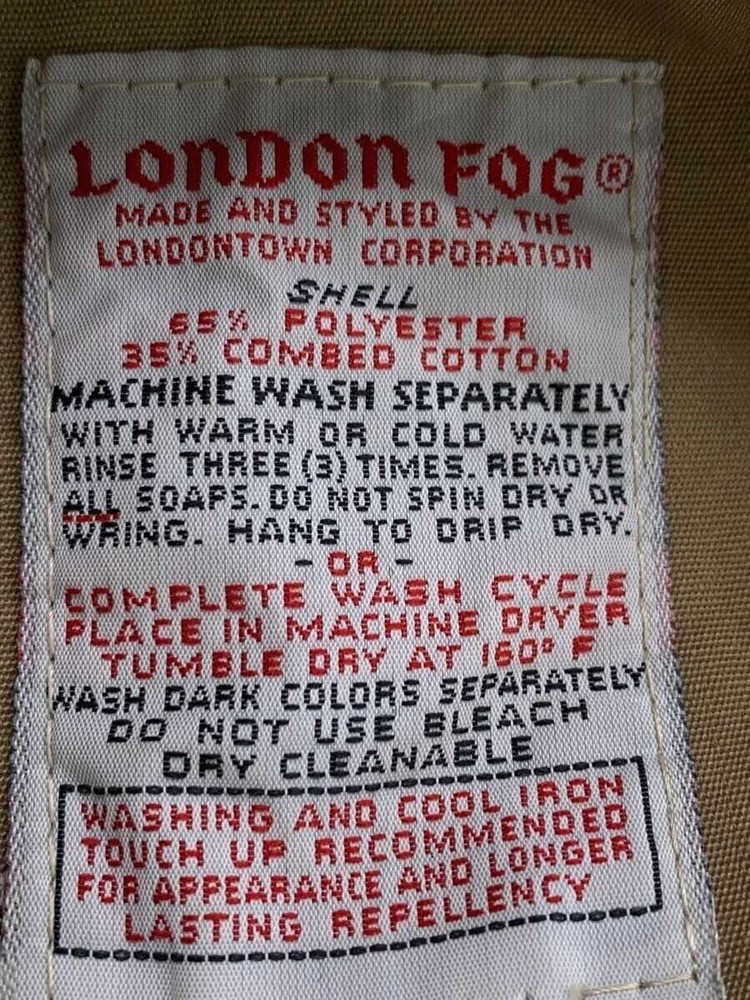 LONDON FOG®
MADE AND STYLED BY THE
LONDONTOWN CORPORATION
SHELL
65% POLYESTER
35% COMBED COTTON
MACHINE WASH SEPARATELY
WITH WARM OR COLD WATER
RINSE THREE (3) TIMES. REMOVE
ALL SOAPS. DO NOT SPIN DRY OR
WRING. HANG TO DRIP DRY.
- OR -
COMPLETE WASH CYCLE
PLACE IN MACHINE DRYER
TUMBLE DRY AT 160° F
WASH DARK COLORS SEPARATELY
DO NOT USE BLEACH
DRY CLEANABLE
WASHING AND COOL IRON
TOUCH UP RECOMMENDED
FOR APPEARANCE AND LONGER
LASTING REPELLENCY